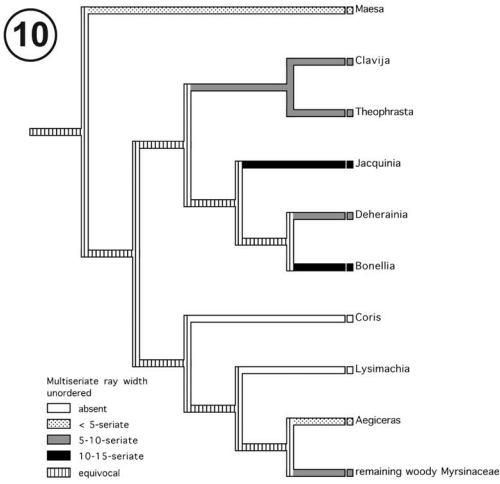 10
Maesa
Clavija
Theophrasta
Jacquinia
Deherainia
Bonellia
Coris
Lysimachia
Aegiceras
remaining woody Myrsinaceae
Multiseriate ray width
unordered
absent
< 5-seriate
5-10-seriate
10-15-seriate
equivocal